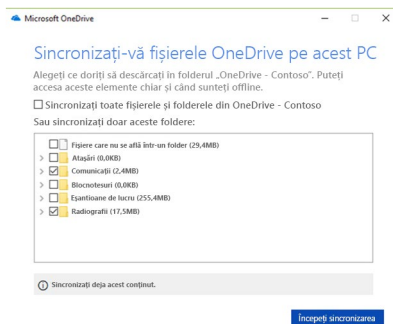 Microsoft OneDrive
Sincronizați-vă fișierele OneDrive pe acest PC
Alegeți ce doriți să descărcați în folderul „OneDrive - Contoso”. Puteți
accesa aceste elemente chiar și când sunteți offline.
Sincronizați toate fișierele și folderele din OneDrive - Contoso
Sau sincronizați doar aceste foldere:
Fișiere care nu se află într-un folder (29,4MB)
Atașări (0,0KB)
Comunicații (2,4MB)
Blocnotesuri (0,0KB)
Eșantioane de lucru (255,4MB)
Radiografii (17,5MB)
Sincronizați deja acest conținut.
Începeți sincronizarea